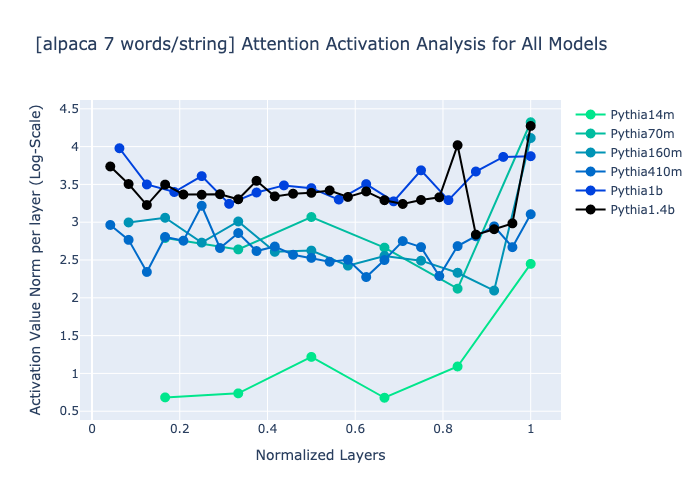 [alpaca 7 words/string] Attention Activation Analysis for All Models
Activation Value Norm per layer (Log-Scale)
4.5
4
3.5
3
2.5
2
1.5
1
0.5
0
0.2
0.4
0.6
0.8
1
Normalized Layers
Pythia14m
Pythia70m
Pythia160m
Pythia410m
Pythia1b
Pythia1.4b